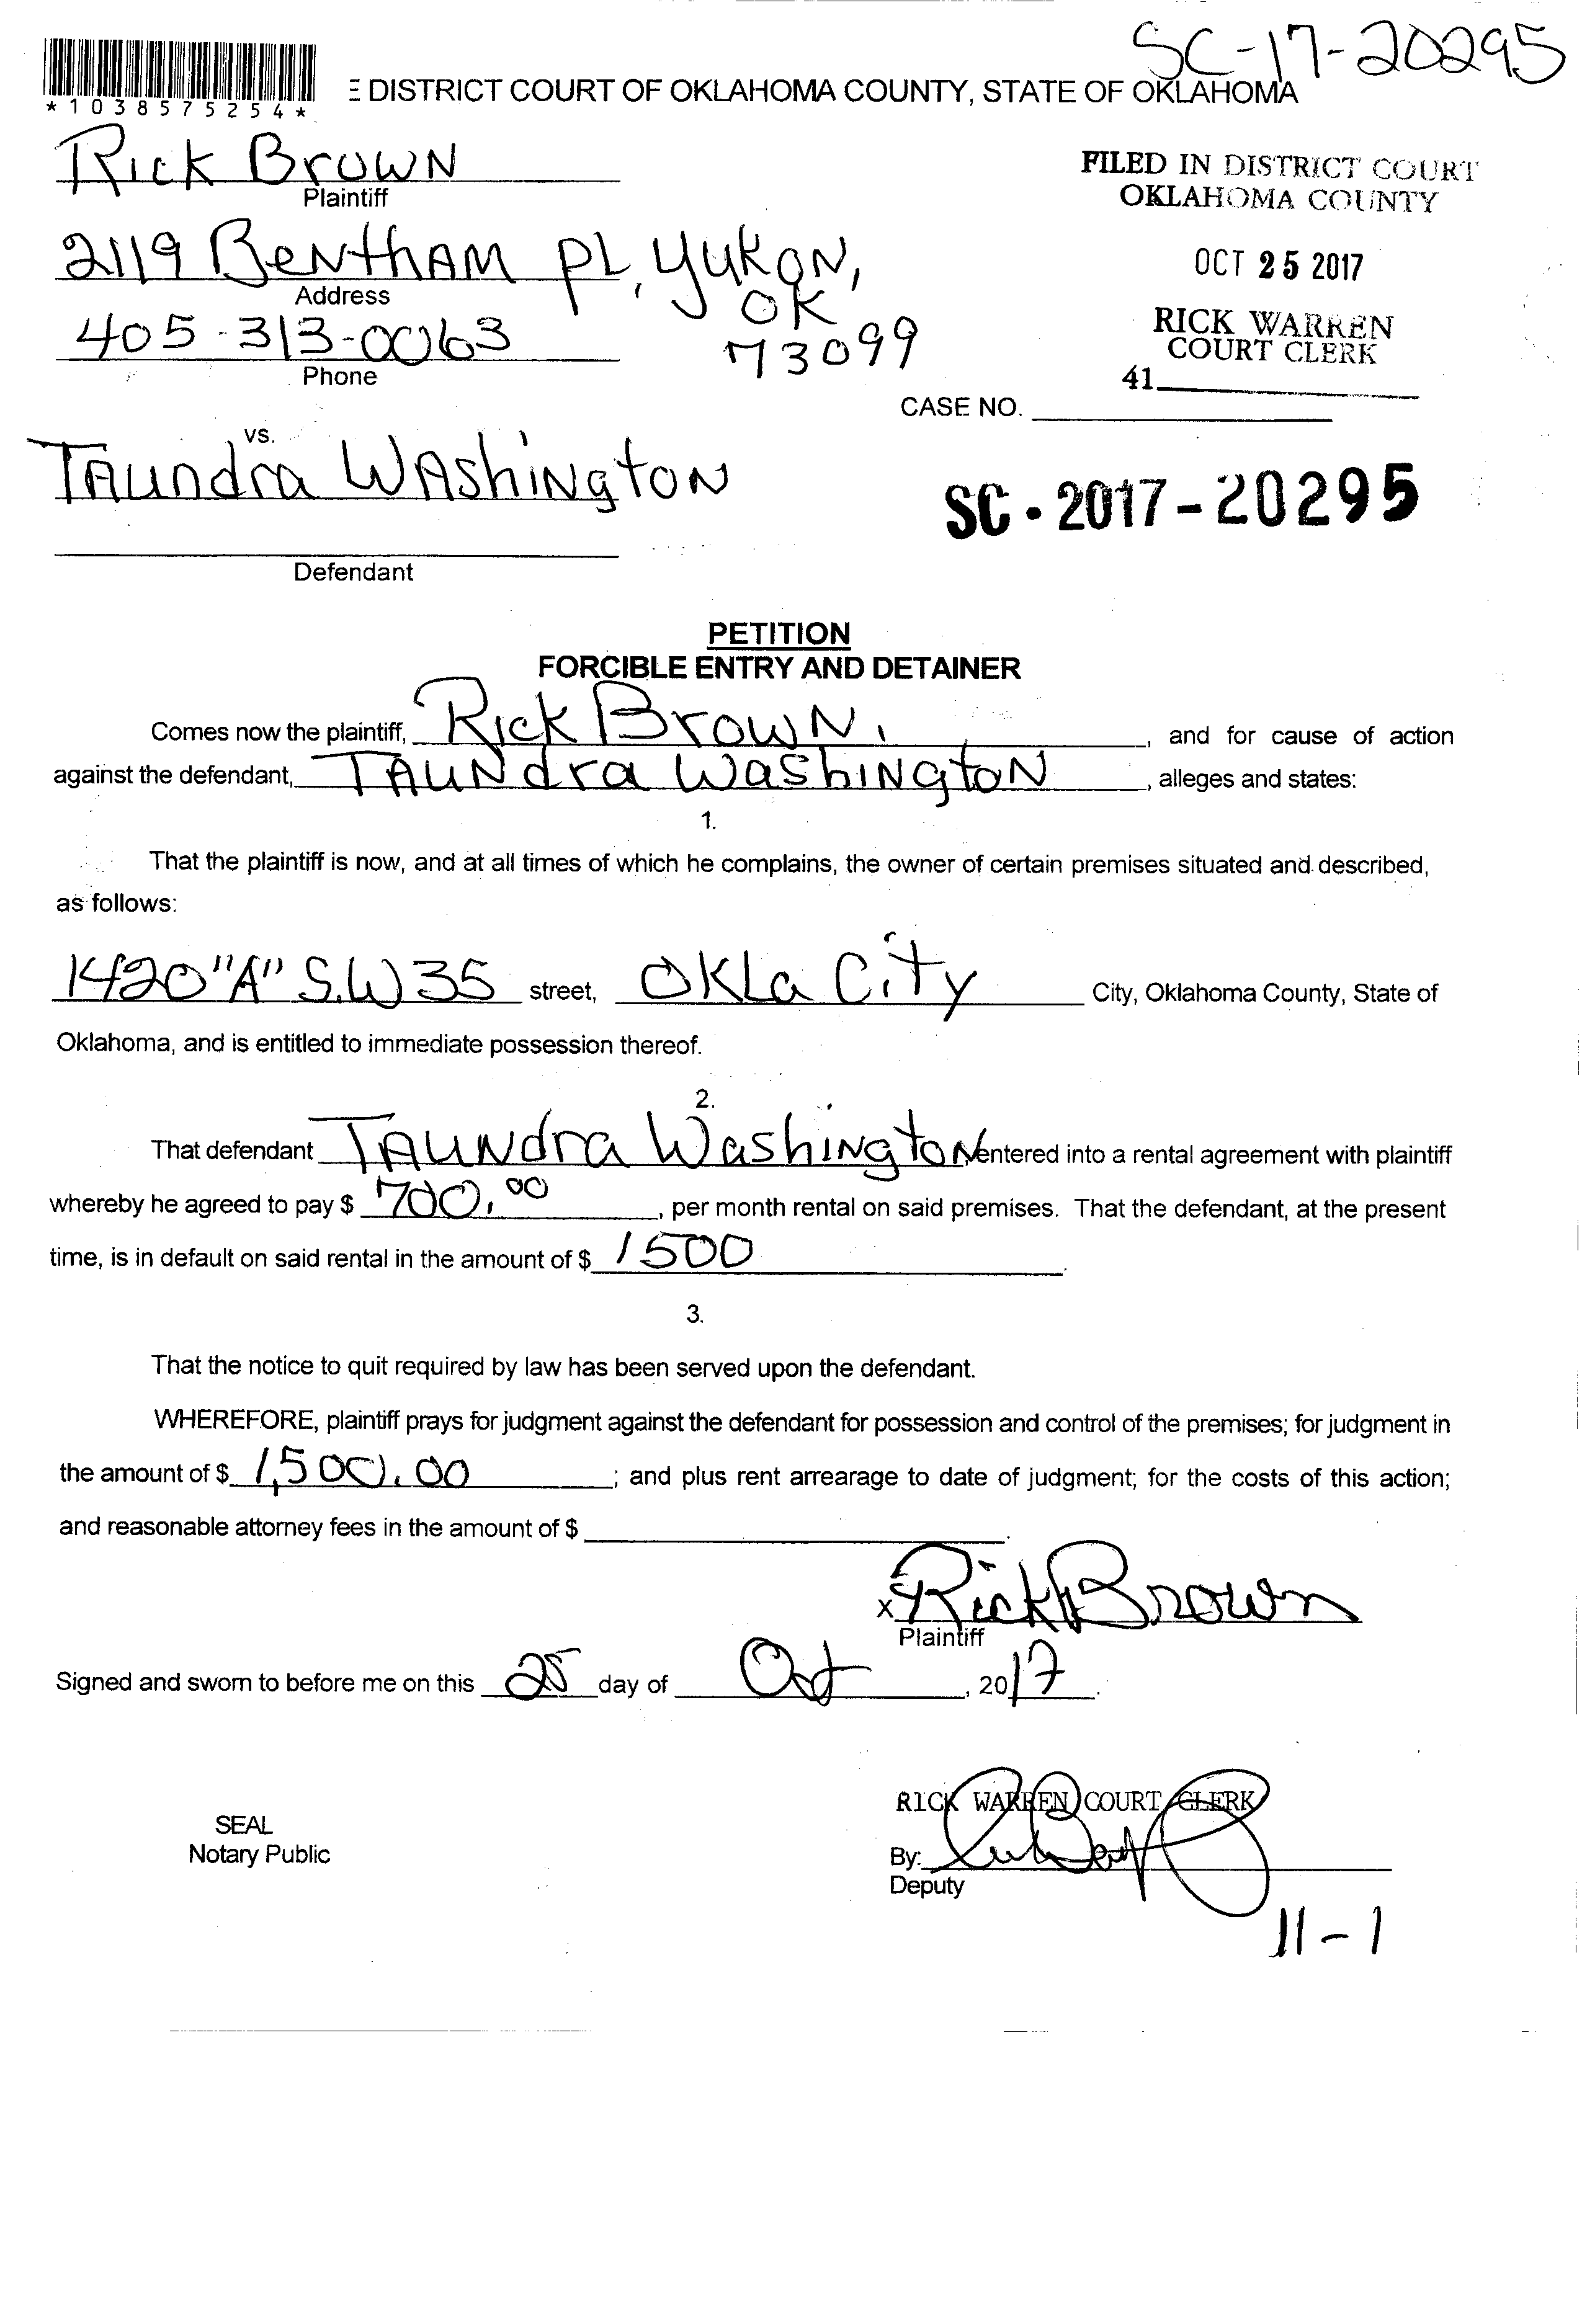 SC-17-20295
*1038575254*
E DISTRICT COURT OF OKLAHOMA COUNTY, STATE OF OKLAHOMA
Rick Brown
Plaintiff
FILED IN DISTRICT COURT
OKLAHOMA COUNTY
2119 Bentham PL, Yukon,
OK
73099
Address
OCT 25 2017
405-313-0063
Phone
RICK WARREN
COURT CLERK
41
CASE NO.
vs.
Taundra Washington
SC-2017-20295
Defendant
PETITION
FORCIBLE ENTRY AND DETAINER
Comes now the plaintiff, Rick Brown, , and for cause of action
against the defendant, Taundra Washington , alleges and states:
1.
That the plaintiff is now, and at all times of which he complains, the owner of certain premises situated and described,
as follows:
1420 "A" S.W 35 street, Okla City City, Oklahoma County, State of
Oklahoma, and is entitled to immediate possession thereof.
2.
That defendant Taundra Washington, entered into a rental agreement with plaintiff
whereby he agreed to pay $ 700.00 , per month rental on said premises. That the defendant, at the present
time, is in default on said rental in the amount of $ 1500 .
3.
That the notice to quit required by law has been served upon the defendant.
WHEREFORE, plaintiff prays for judgment against the defendant for possession and control of the premises; for judgment in
the amount of $ 1,500.00 ; and plus rent arrearage to date of judgment; for the costs of this action;
and reasonable attorney fees in the amount of $ .
X Rick Brown
Plaintiff
Signed and sworn to before me on this 25 day of Oct , 2017.
RICK WARREN COURT CLERK
SEAL
Notary Public
By:
Deputy
11-1